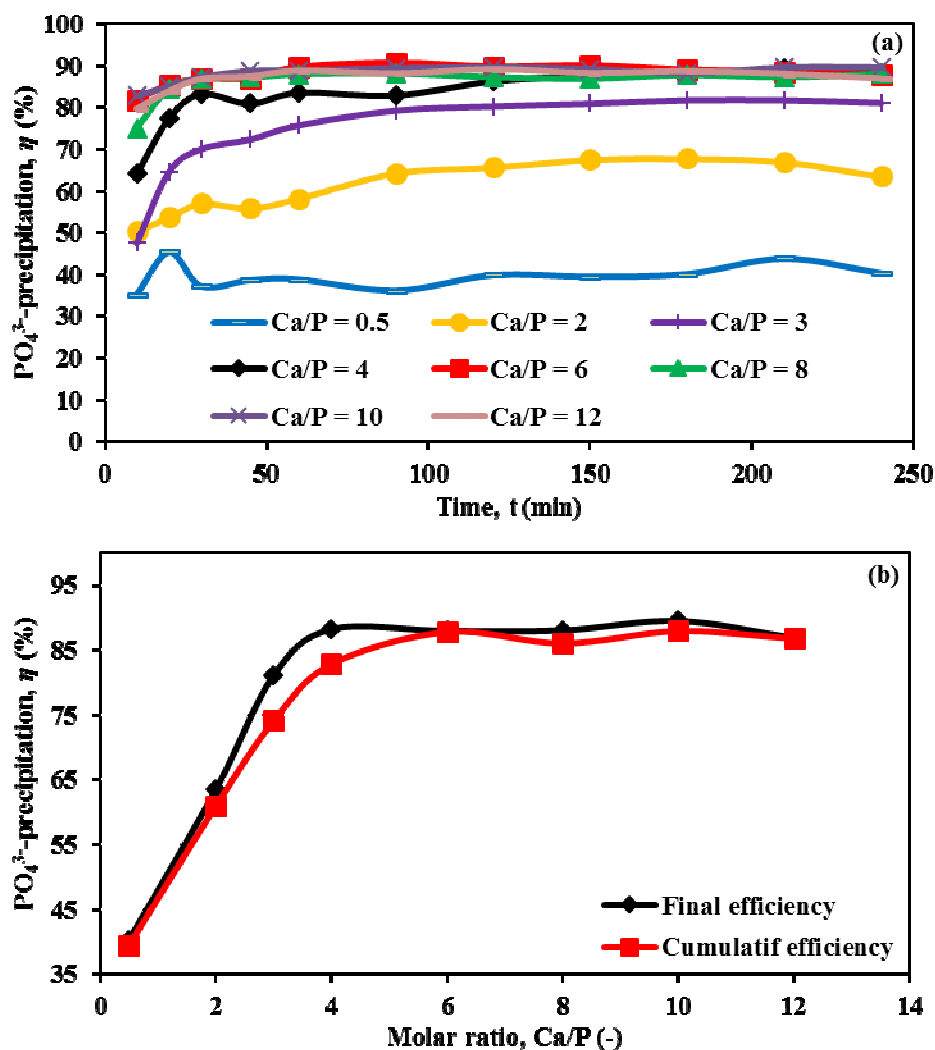 (a)
PO₄³⁻-precipitation, η (%)
100
90
80
70
60
50
40
30
20
10
0
Ca/P = 0.5 Ca/P = 2 Ca/P = 3
Ca/P = 4 Ca/P = 6 Ca/P = 8
Ca/P = 10 Ca/P = 12
0 50 100 150 200 250
Time, t (min)
(b)
PO₄³⁻-precipitation, η (%)
95
85
75
65
55
45
35
Final efficiency
Cumulatif efficiency
0 2 4 6 8 10 12 14
Molar ratio, Ca/P (-)